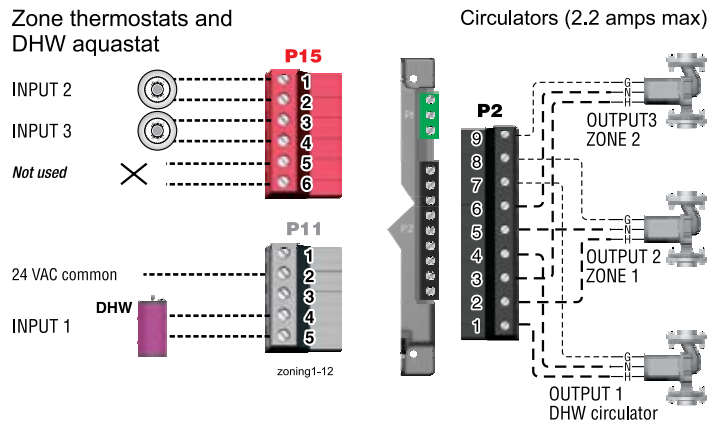 Zone thermostats and
DHW aquastat
Circulators (2.2 amps max)
P15
INPUT 2
1
2
INPUT 3
3
4
Not used
5
6
P11
24 VAC common
1
2
3
DHW
INPUT 1
4
5
zoning1-12
P1
P2
P2
9
8
7
6
5
4
3
2
1
G
N
H
OUTPUT3
ZONE 2
G
N
H
OUTPUT 2
ZONE 1
G
N
H
OUTPUT 1
DHW circulator